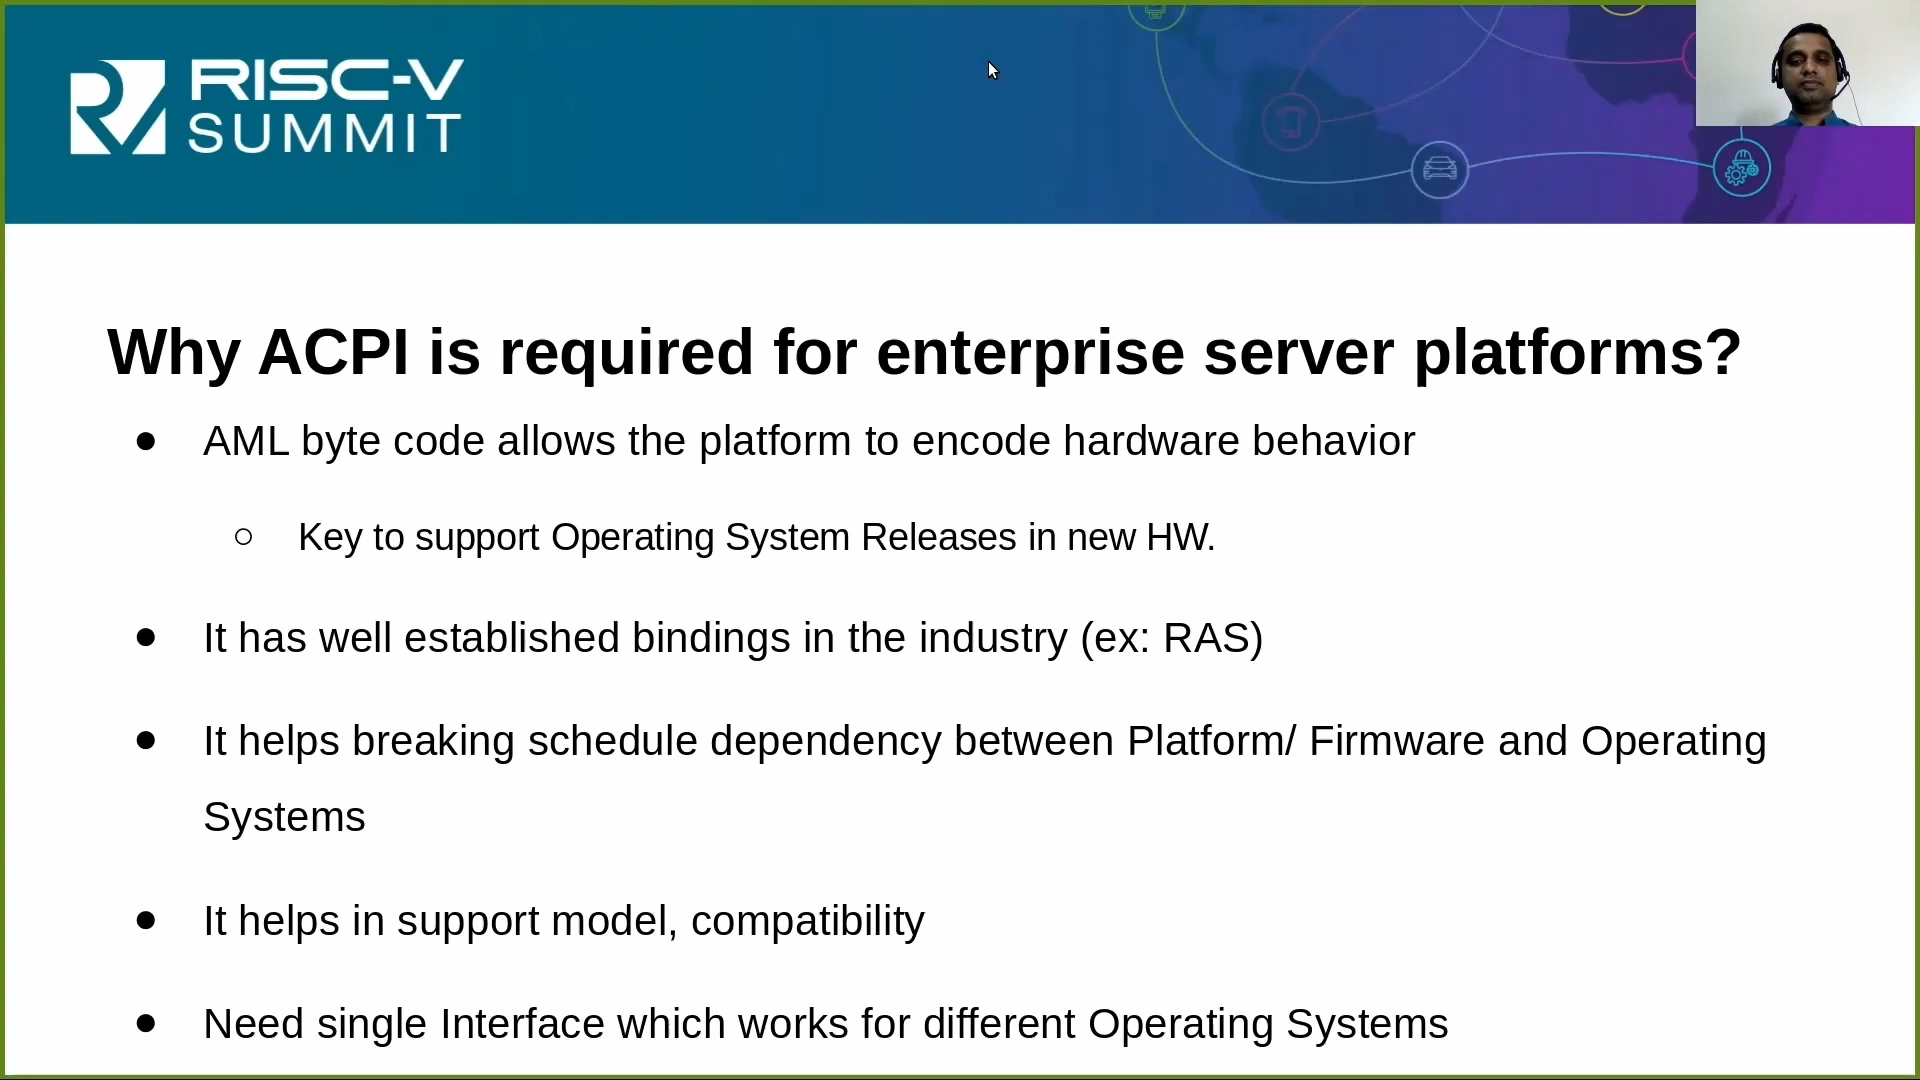 RISC-V
SUMMIT
Why ACPI is required for enterprise server platforms?
● AML byte code allows the platform to encode hardware behavior
○ Key to support Operating System Releases in new HW.
● It has well established bindings in the industry (ex: RAS)
● It helps breaking schedule dependency between Platform/ Firmware and Operating
Systems
● It helps in support model, compatibility
● Need single Interface which works for different Operating Systems